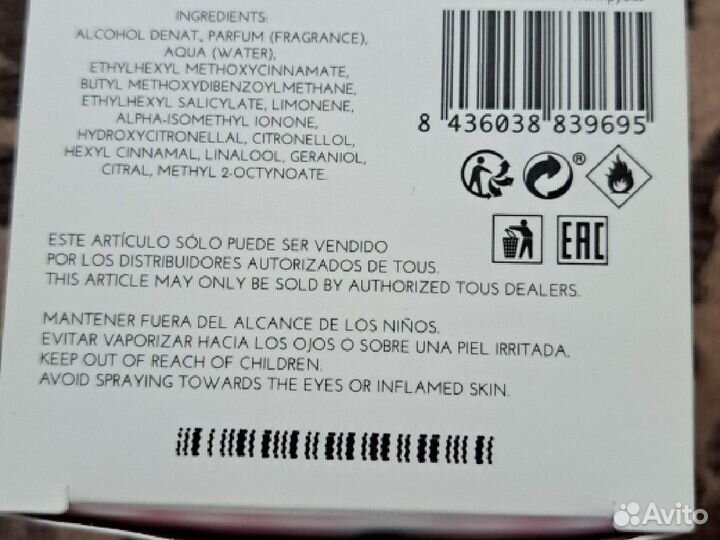 INGREDIENTS:
ALCOHOL DENAT., PARFUM (FRAGRANCE),
AQUA (WATER),
ETHYLHEXYL METHOXYCINNAMATE,
BUTYL METHOXYDIBENZOYLMETHANE,
ETHYLHEXYL SALICYLATE, LIMONENE,
ALPHA-ISOMETHYL IONONE,
HYDROXYCITRONELLAL, CITRONELLOL,
HEXYL CINNAMAL, LINALOOL, GERANIOL,
CITRAL, METHYL 2-OCTYNOATE.
8 436038 839695
®
EAC
ESTE ARTÍCULO SÓLO PUEDE SER VENDIDO
POR LOS DISTRIBUIDORES AUTORIZADOS DE TOUS.
THIS ARTICLE MAY ONLY BE SOLD BY AUTHORIZED TOUS DEALERS.
MANTENER FUERA DEL ALCANCE DE LOS NIÑOS.
EVITAR VAPORIZAR HACIA LOS OJOS O SOBRE UNA PIEL IRRITADA.
KEEP OUT OF REACH OF CHILDREN.
AVOID SPRAYING TOWARDS THE EYES OR INFLAMED SKIN.
Avito